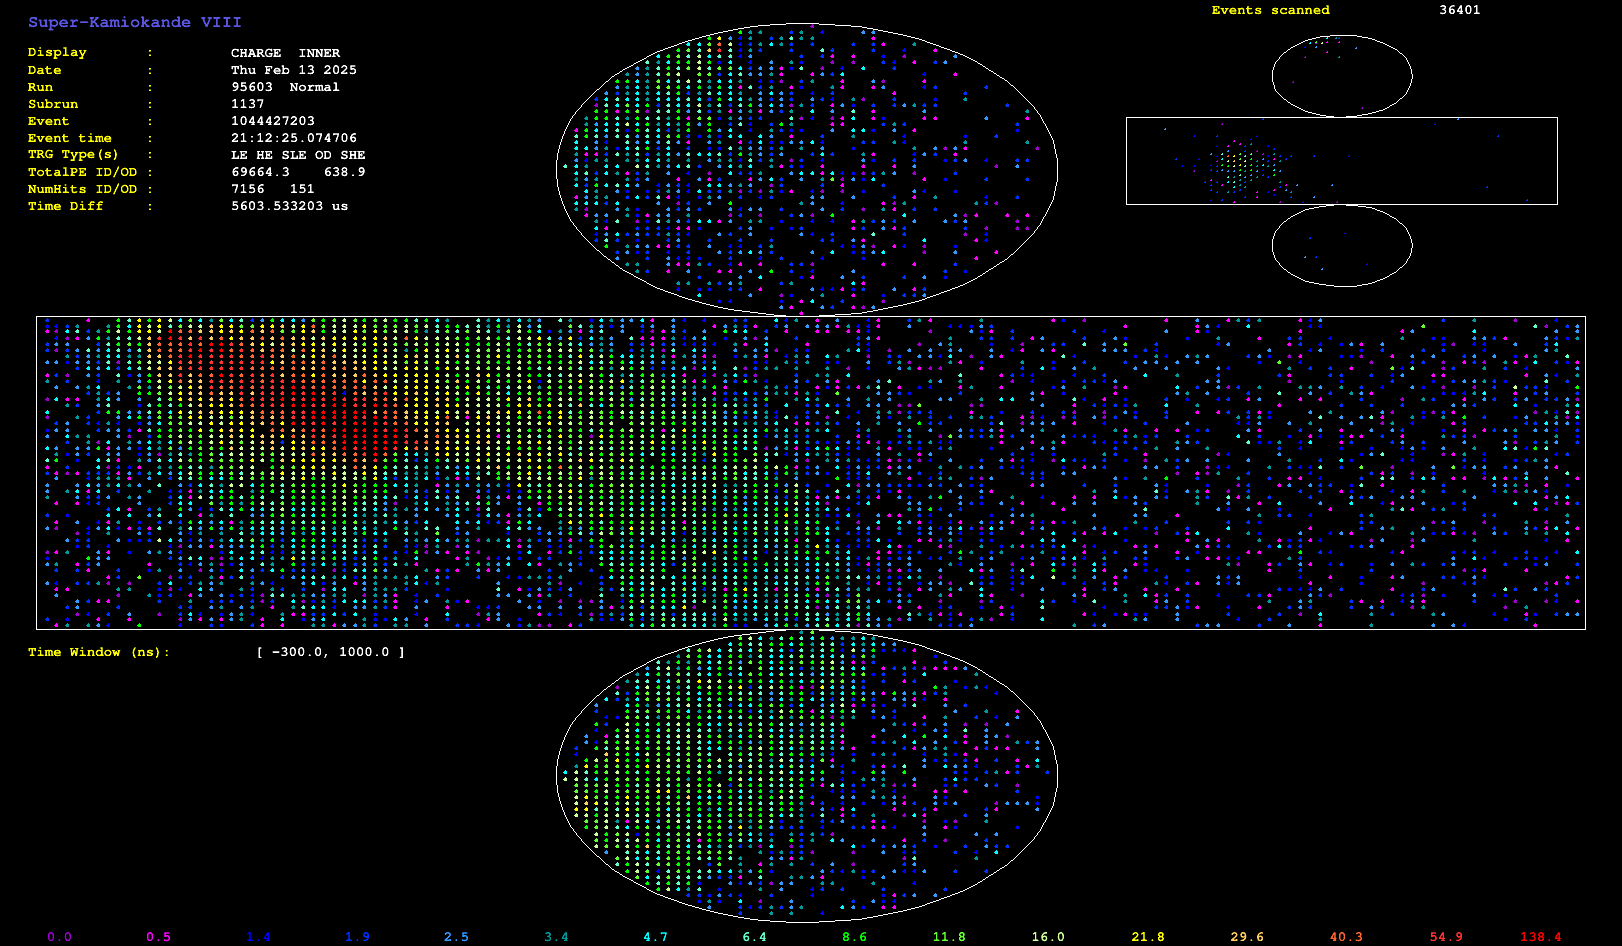 Super-Kamiokande VIII
Display : CHARGE INNER
Date : Thu Feb 13 2025
Run : 95603 Normal
Subrun : 1137
Event : 1044427203
Event time : 21:12:25.074706
TRG Type(s) : LE HE SLE OD SHE
TotalPE ID/OD : 69664.3 638.9
NumHits ID/OD : 7156 151
Time Diff : 5603.533203 us
Events scanned 36401
Time Window (ns): [ -300.0, 1000.0 ]
0.0 0.5 1.4 1.9 2.5 3.4 4.7 6.4 8.6 11.8 16.0 21.8 29.6 40.3 54.9 138.4